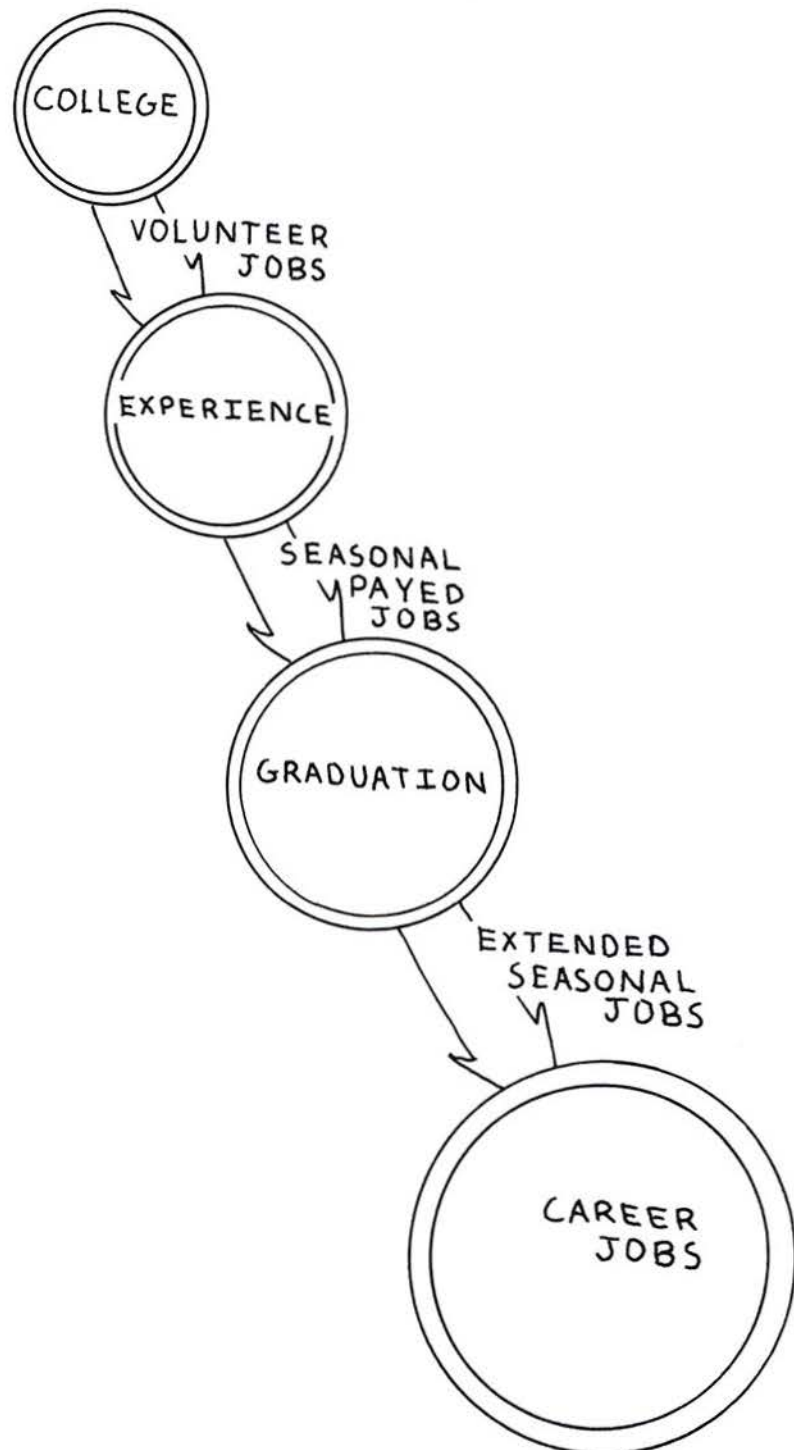 COLLEGE
VOLUNTEER
JOBS
EXPERIENCE
SEASONAL
PAYED
JOBS
GRADUATION
EXTENDED
SEASONAL
JOBS
CAREER
JOBS